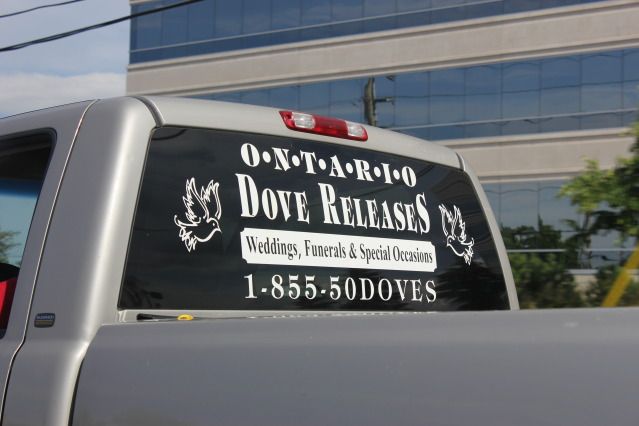 O•N•T•A•R•I•O
DOVE RELEASES
Weddings, Funerals & Special Occasions
1-855-50DOVES